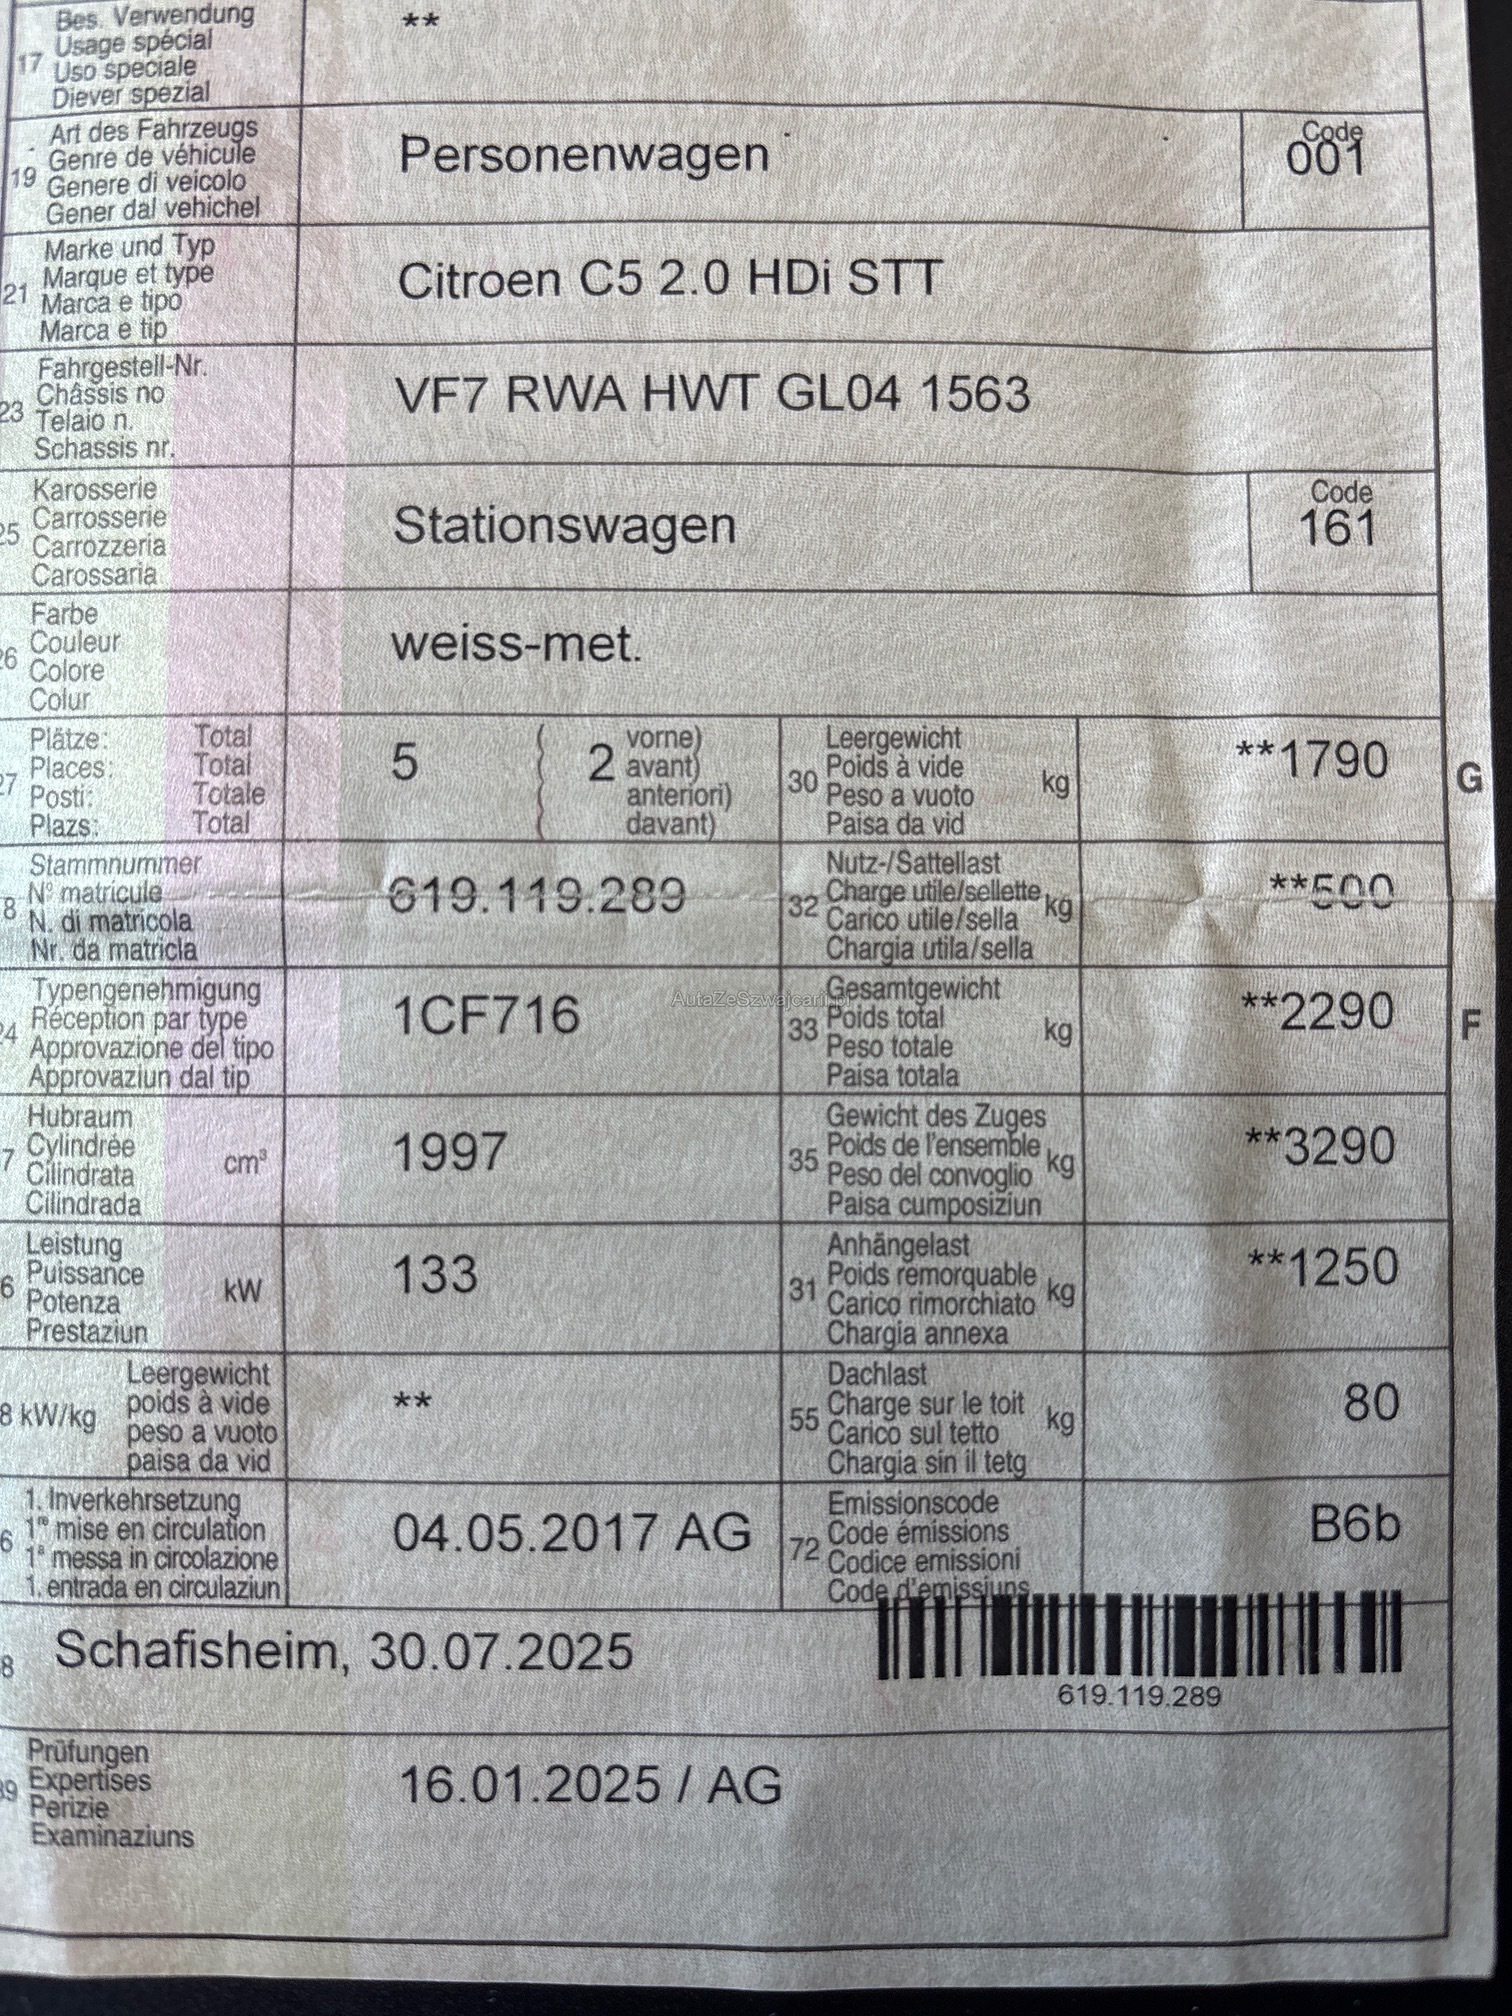 17 Bes. Verwendung **
Usage spécial
Uso speciale
Diever spezial
19 Art des Fahrzeugs Personenwagen Code 001
Genre de véhicule
Genere di veicolo
Gener dal vehichel
21 Marke und Typ Citroen C5 2.0 HDi STT
Marque et type
Marca e tipo
Marca e tip
23 Fahrgestell-Nr. VF7 RWA HWT GL04 1563
Châssis no
Telaio n.
Schassis nr.
25 Karosserie Stationswagen Code 161
Carrosserie
Carrozzeria
Carossaria
26 Farbe weiss-met.
Couleur
Colore
Colur
27 Plätze: Total 5 ( 2 vorne)
Places: Total avant)
Posti: Totale anteriori)
Plazs: Total davant)
30 Leergewicht kg **1790 G
Poids à vide
Peso a vuoto
Paisa da vid
8 Stammnummer 619.119.289
N° matricule
N. di matricola
Nr. da matricla
32 Nutz-/Sattellast kg **500
Charge utile/sellette
Carico utile/sella
Chargia utila/sella
24 Typengenehmigung 1CF716
Réception par type
Approvazione del tipo
Approvaziun dal tip
AutaZeSzwajcarii.pl
33 Gesamtgewicht kg **2290 F
Poids total
Peso totale
Paisa totala
7 Hubraum cm³ 1997
Cylindrée
Cilindrata
Cilindrada
35 Gewicht des Zuges kg **3290
Poids de l'ensemble
Peso del convoglio
Paisa cumposiziun
6 Leistung kW 133
Puissance
Potenza
Prestaziun
31 Anhängelast kg **1250
Poids remorquable
Carico rimorchiato
Chargia annexa
8 kW/kg Leergewicht **
poids à vide
peso a vuoto
paisa da vid
55 Dachlast kg 80
Charge sur le toit
Carico sul tetto
Chargia sin il tetg
6 1. Inverkehrsetzung 04.05.2017 AG
1re mise en circulation
1a messa in circolazione
1. entrada en circulaziun
72 Emissionscode B6b
Code émissions
Codice emissioni
Code d'emissiuns
8 Schafisheim, 30.07.2025
619.119.289
39 Prüfungen 16.01.2025 / AG
Expertises
Perizie
Examinaziuns